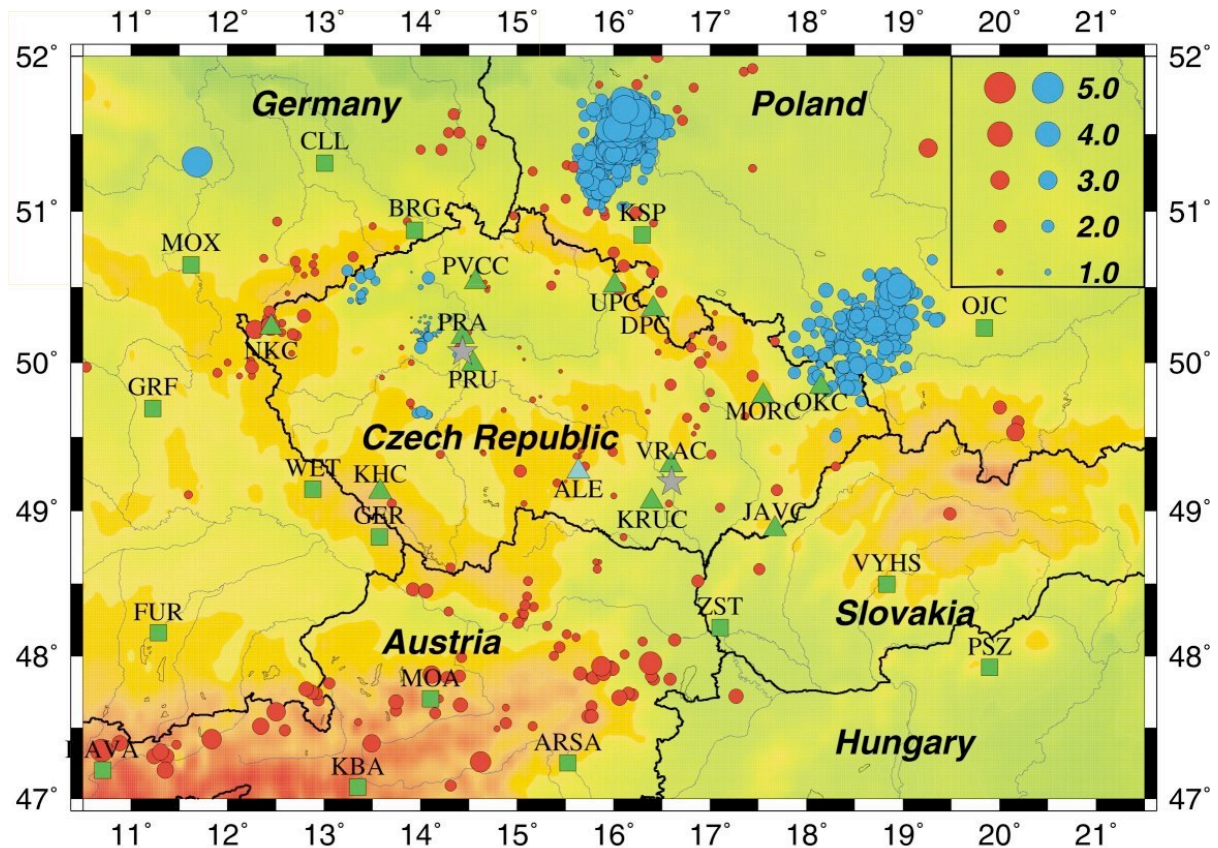 11° 12° 13° 14° 15° 16° 17° 18° 19° 20° 21°
52° 52°
5.0
Germany Poland
4.0
CLL
3.0
51° 51°
BRG KSP
2.0
MOX
PVCC 1.0
UPC OJC
DPC
PRA
NKC
50° 50°
PRU
GRF
MORC OKC
Czech Republic
VRAC
WET KHC
ALE
49° GER KRUC JAVC 49°
VYHS
FUR ZST Slovakia
Austria
PSZ
48° 48°
MOA
ARSA Hungary
KBA
47° 47°
11° 12° 13° 14° 15° 16° 17° 18° 19° 20° 21°